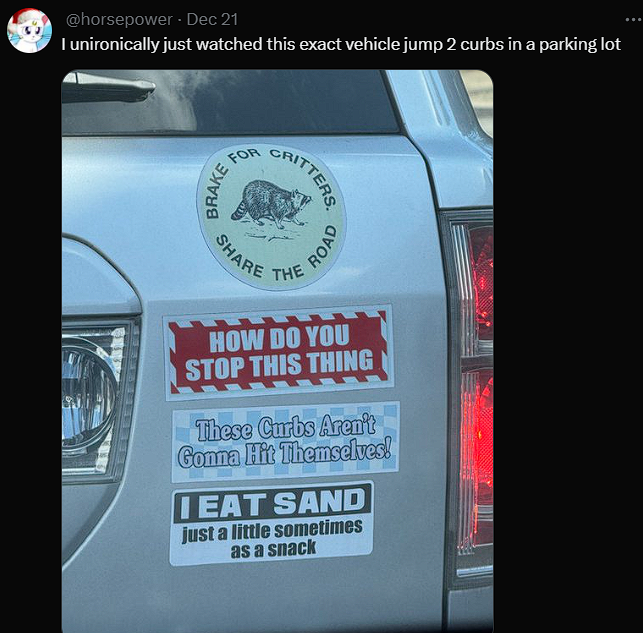 @horsepower · Dec 21
I unironically just watched this exact vehicle jump 2 curbs in a parking lot
BRAKE FOR CRITTERS.
SHARE THE ROAD
HOW DO YOU
STOP THIS THING
These Curbs Aren't
Gonna Hit Themselves!
I EAT SAND
just a little sometimes
as a snack